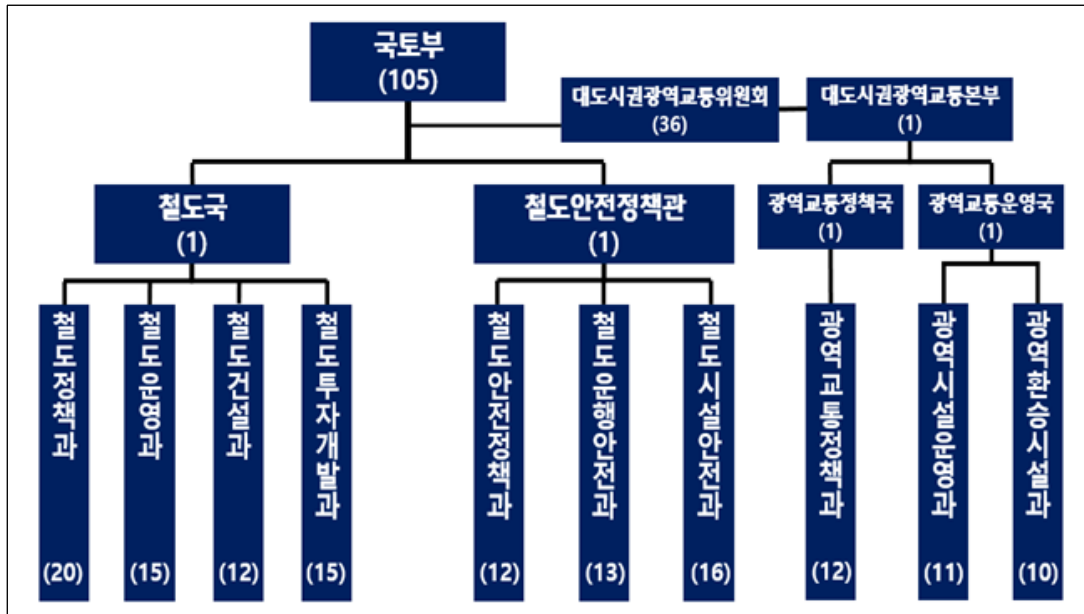 국토부
(105)
대도시권광역교통위원회
(36)
대도시권광역교통본부
(1)
철도국
(1)
철도안전정책관
(1)
광역교통정책국
(1)
광역교통운영국
(1)
철도정책과
(20)
철도운영과
(15)
철도건설과
(12)
철도투자개발과
(15)
철도안전정책과
(12)
철도운행안전과
(13)
철도시설안전과
(16)
광역교통정책과
(12)
광역시설운영과
(11)
광역환승시설과
(10)